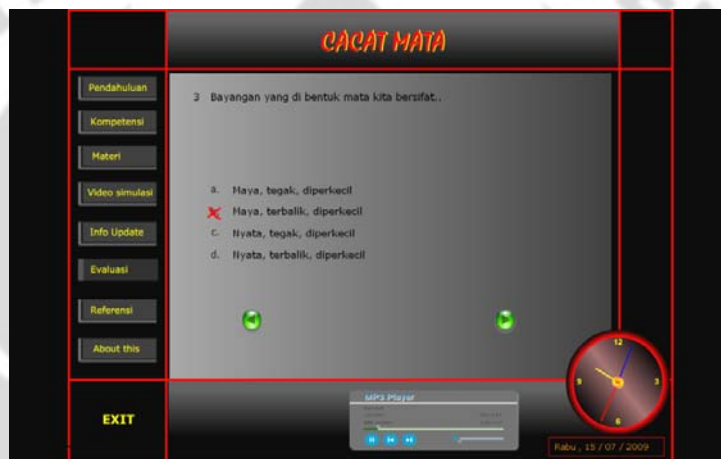 CACAT MATA
Pendahuluan
Kompetensi
Materi
Video simulasi
Info Update
Evaluasi
Referensi
About this
EXIT
3 Bayangan yang di bentuk mata kita bersifat..
a. Maya, tegak, diperkecil
Maya, terbalik, diperkecil
c. Nyata, tegak, diperkecil
d. Nyata, terbalik, diperkecil
MP3 Player
12
9 3
6
Rabu , 15 / 07 / 2009